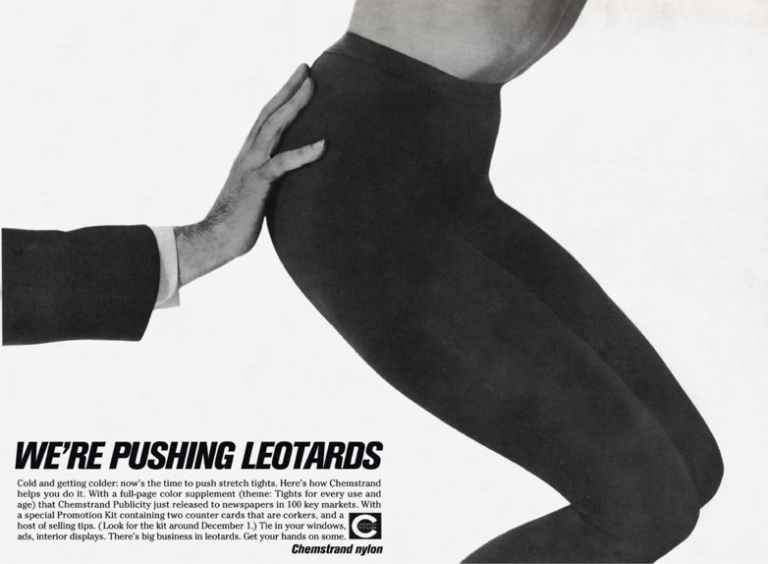 WE'RE PUSHING LEOTARDS
Cold and getting colder: now's the time to push stretch tights. Here's how Chemstrand
helps you do it. With a full-page color supplement (theme: Tights for every use and
age) that Chemstrand Publicity just released to newspapers in 100 key markets. With
a special Promotion Kit containing two counter cards that are corkers, and a
host of selling tips. (Look for the kit around December 1.) Tie in your windows,
ads, interior displays. There's big business in leotards. Get your hands on some.
Chemstrand nylon